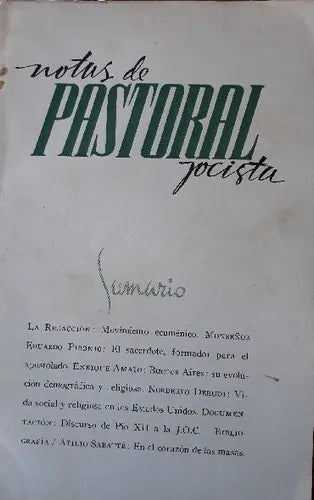 notas de
PASTORAL
jocista
Sumario
LA REDACCIÓN: Movimiento ecuménico. MONSEÑOR
EDUARDO PIRONIO: El sacerdote, formador para el
apostolado. ENRIQUE AMATO: Buenos Aires: su evolu-
ción demográfica y religiosa. NORBERTO DERUDI: Vi-
da social y religiosa en los Estados Unidos. DOCUMEN-
TACIÓN: Discurso de Pío XII a la J.O.C. BIBLIO-
GRAFÍA / ATILIO SABATTÉ: En el corazón de las masas.